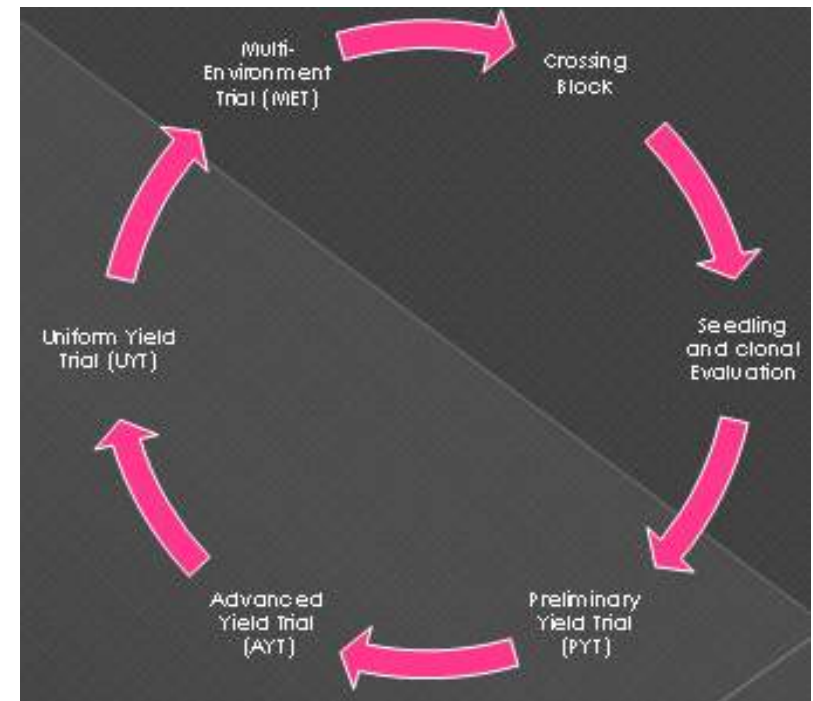 Multi-
Environment
Trial (MET)
Crossing
Block
Seedling
and clonal
Evaluation
Preliminary
Yield Trial
(PYT)
Advanced
Yield Trial
(AYT)
Uniform Yield
Trial (UYT)